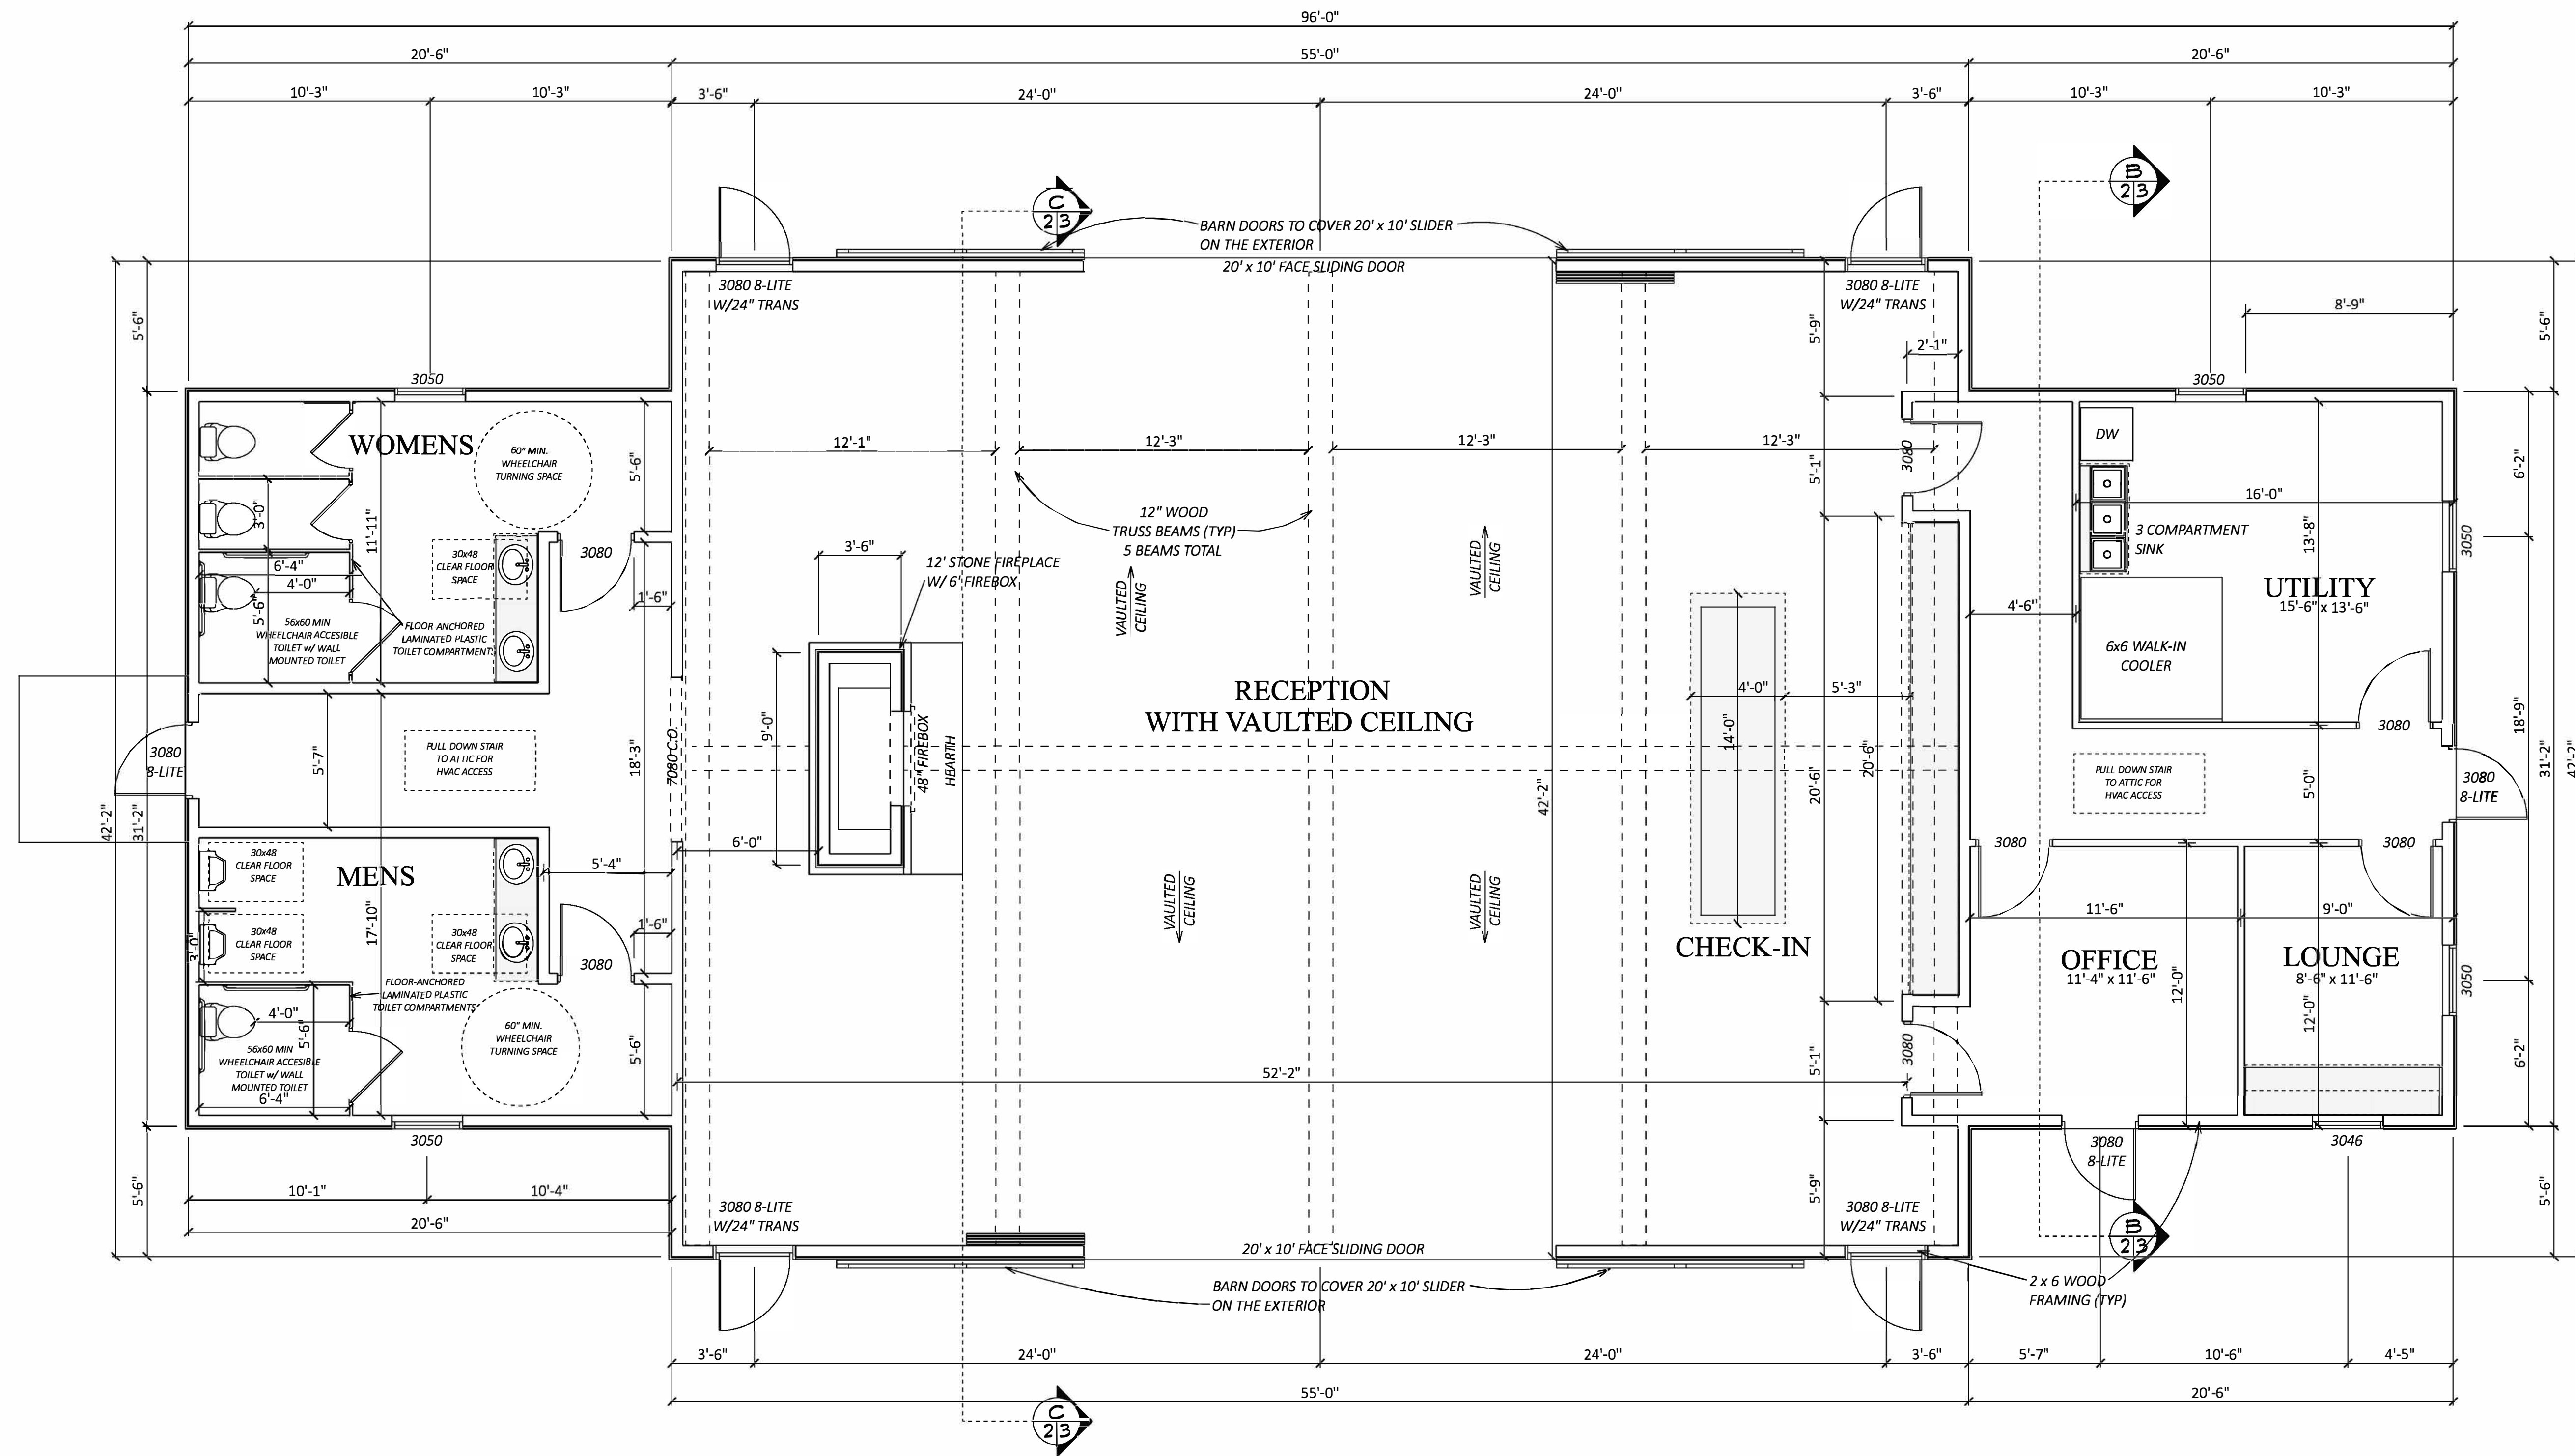 96'-0"
20'-6"
55'-0"
20'-6"
10'-3"
10'-3"
3'-6"
24'-0"
24'-0"
3'-6"
10'-3"
10'-3"
B
2 3
C
2 3
BARN DOORS TO COVER 20' x 10' SLIDER
ON THE EXTERIOR
20' x 10' FACE SLIDING DOOR
3080 8-LITE
W/24" TRANS
3080 8-LITE
W/24" TRANS
8'-9"
5'-6"
5'-9"
2'-1"
5'-6"
3050
3050
WOMENS
60" MIN.
WHEELCHAIR
TURNING SPACE
5'-6"
12'-1"
12'-3"
12'-3"
12'-3"
5'-1"
3080
DW
6'-2"
3'-0"
11'-11"
30x48
CLEAR FLOOR
SPACE
3080
12" WOOD
TRUSS BEAMS (TYP)
5 BEAMS TOTAL
16'-0"
13'-8"
3 COMPARTMENT
SINK
3050
6'-4"
4'-0"
5'-6"
1'-6"
3'-6"
12' STONE FIREPLACE
W/ 6' FIREBOX
VAULTED
CEILING
VAULTED
CEILING
4'-6"
UTILITY
15'-6" x 13'-6"
56x60 MIN
WHEELCHAIR ACCESIBLE
TOILET w/ WALL
MOUNTED TOILET
FLOOR-ANCHORED
LAMINATED PLASTIC
TOILET COMPARTMENTS
6x6 WALK-IN
COOLER
RECEPTION
WITH VAULTED CEILING
4'-0"
5'-3"
14'-0"
9'-0"
3080
18'-9"
3080
8-LITE
5'-7"
PULL DOWN STAIR
TO ATTIC FOR
HVAC ACCESS
18'-3"
7080 C.O.
48" FIREBOX
HEARTH
42'-2"
20'-6"
20'-6"
PULL DOWN STAIR
TO ATTIC FOR
HVAC ACCESS
5'-0"
3080
8-LITE
31'-2"
42'-2"
42'-2"
31'-2"
6'-0"
3080
3080
30x48
CLEAR FLOOR
SPACE
MENS
5'-4"
VAULTED
CEILING
VAULTED
CEILING
11'-6"
9'-0"
3'-0"
30x48
CLEAR FLOOR
SPACE
17'-10"
30x48
CLEAR FLOOR
SPACE
1'-6"
3080
CHECK-IN
OFFICE
11'-4" x 11'-6"
12'-0"
LOUNGE
8'-6" x 11'-6"
12'-0"
3050
FLOOR-ANCHORED
LAMINATED PLASTIC
TOILET COMPARTMENTS
4'-0"
5'-6"
60" MIN.
WHEELCHAIR
TURNING SPACE
5'-6"
56x60 MIN
WHEELCHAIR ACCESIBLE
TOILET w/ WALL
MOUNTED TOILET
6'-4"
52'-2"
5'-1"
3080
6'-2"
3050
3080
8-LITE
3046
5'-6"
10'-1"
10'-4"
20'-6"
3080 8-LITE
W/24" TRANS
5'-9"
3080 8-LITE
W/24" TRANS
5'-6"
20' x 10' FACE SLIDING DOOR
B
2 3
BARN DOORS TO COVER 20' x 10' SLIDER
ON THE EXTERIOR
2 x 6 WOOD
FRAMING (TYP)
3'-6"
24'-0"
24'-0"
3'-6"
5'-7"
10'-6"
4'-5"
55'-0"
20'-6"
C
2 3